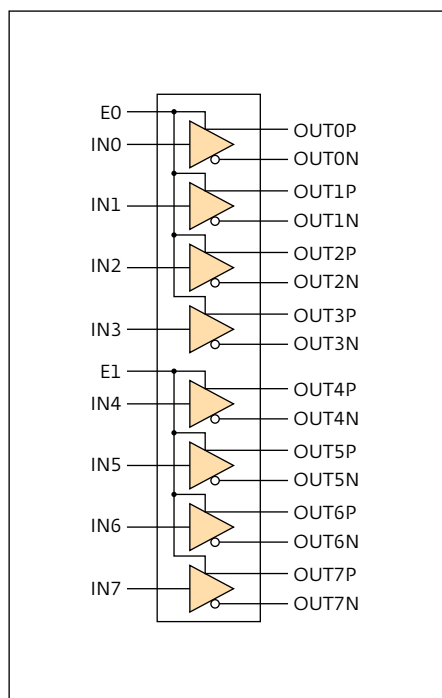 E0
OUT0P
IN0
OUT0N
OUT1P
IN1
OUT1N
OUT2P
IN2
OUT2N
OUT3P
IN3
OUT3N
E1
OUT4P
IN4
OUT4N
OUT5P
IN5
OUT5N
OUT6P
IN6
OUT6N
OUT7P
IN7
OUT7N